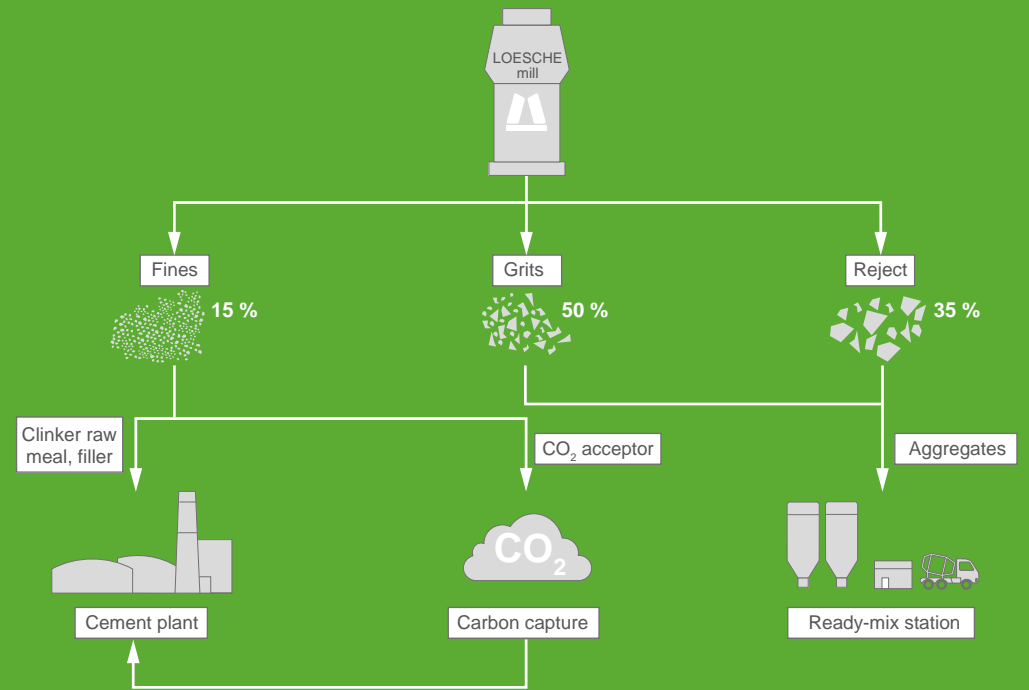 LOESCHE
mill
Fines
Grits
Reject
15 %
50 %
35 %
Clinker raw
meal, filler
CO₂ acceptor
Aggregates
CO₂
Cement plant
Carbon capture
Ready-mix station